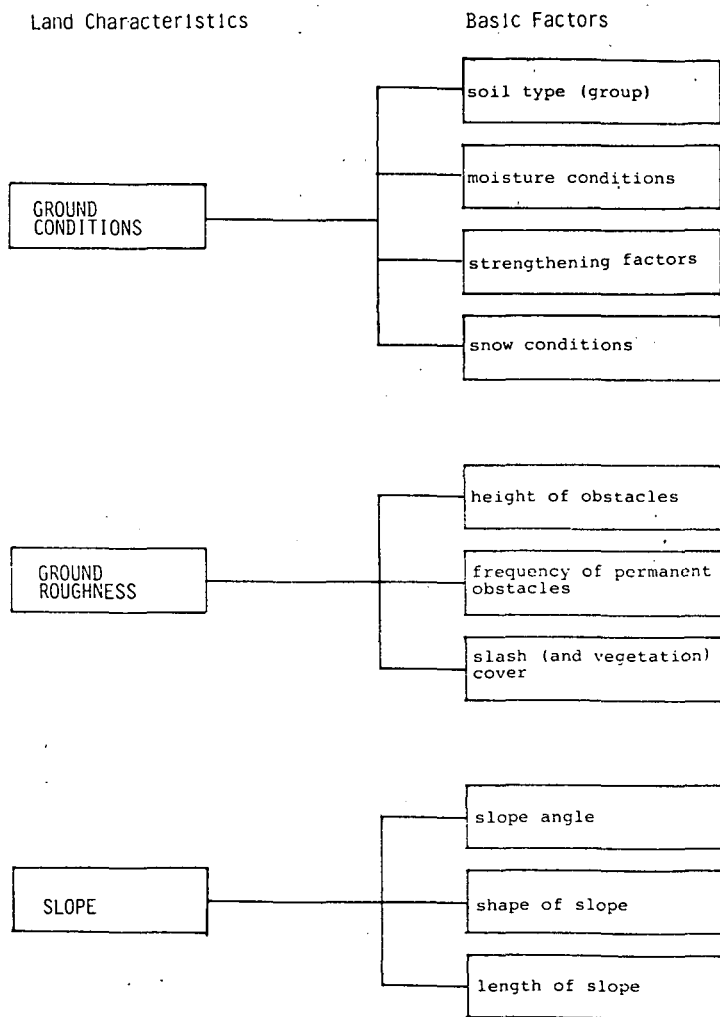 Land Characteristics
Basic Factors
GROUND
CONDITIONS
soil type (group)
moisture conditions
strengthening factors
snow conditions
GROUND
ROUGHNESS
height of obstacles
frequency of permanent
obstacles
slash (and vegetation)
cover
SLOPE
slope angle
shape of slope
length of slope